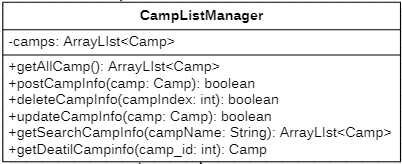 CampListManager
-camps: ArrayLIst<Camp>
+getAllCamp(): ArrayLIst<Camp>
+postCampInfo(camp: Camp): boolean
+deleteCampInfo(campIndex: int): boolean
+updateCampInfo(camp: Camp): boolean
+getSearchCampInfo(campName: String): ArrayLIst<Camp>
+getDeatilCampinfo(camp_id: int): Camp